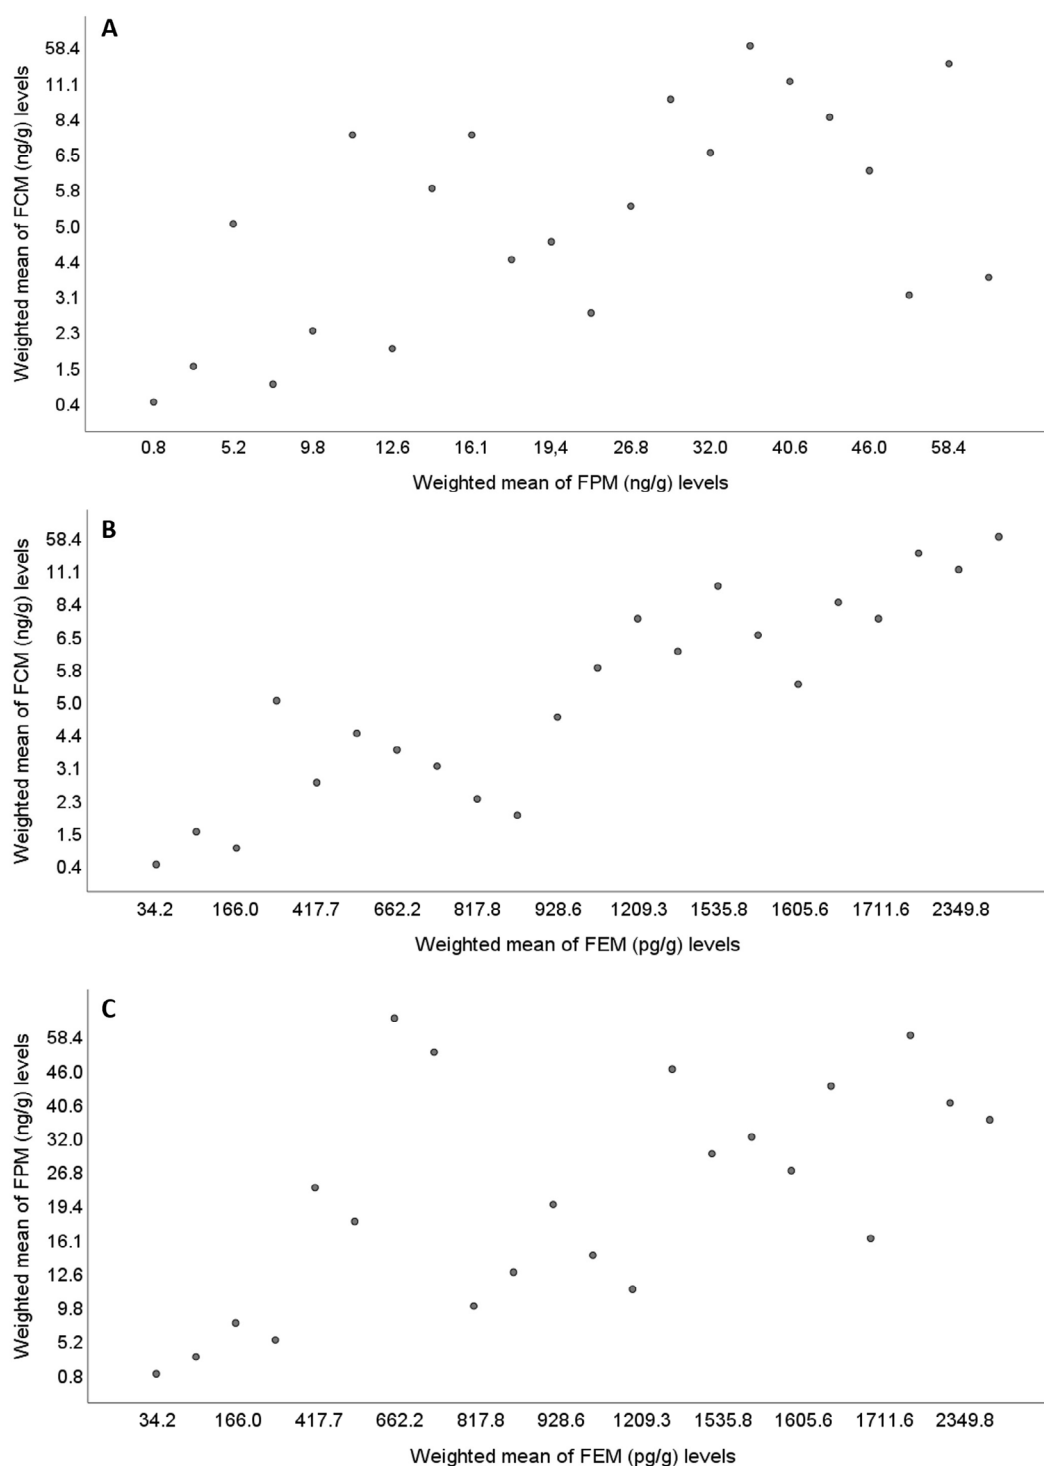 A
Weighted mean of FCM (ng/g) levels
58.4
11.1
8.4
6.5
5.8
5.0
4.4
3.1
2.3
1.5
0.4
0.8 5.2 9.8 12.6 16.1 19,4 26.8 32.0 40.6 46.0 58.4
Weighted mean of FPM (ng/g) levels
B
Weighted mean of FCM (ng/g) levels
58.4
11.1
8.4
6.5
5.8
5.0
4.4
3.1
2.3
1.5
0.4
34.2 166.0 417.7 662.2 817.8 928.6 1209.3 1535.8 1605.6 1711.6 2349.8
Weighted mean of FEM (pg/g) levels
C
Weighted mean of FPM (ng/g) levels
58.4
46.0
40.6
32.0
26.8
19.4
16.1
12.6
9.8
5.2
0.8
34.2 166.0 417.7 662.2 817.8 928.6 1209.3 1535.8 1605.6 1711.6 2349.8
Weighted mean of FEM (pg/g) levels